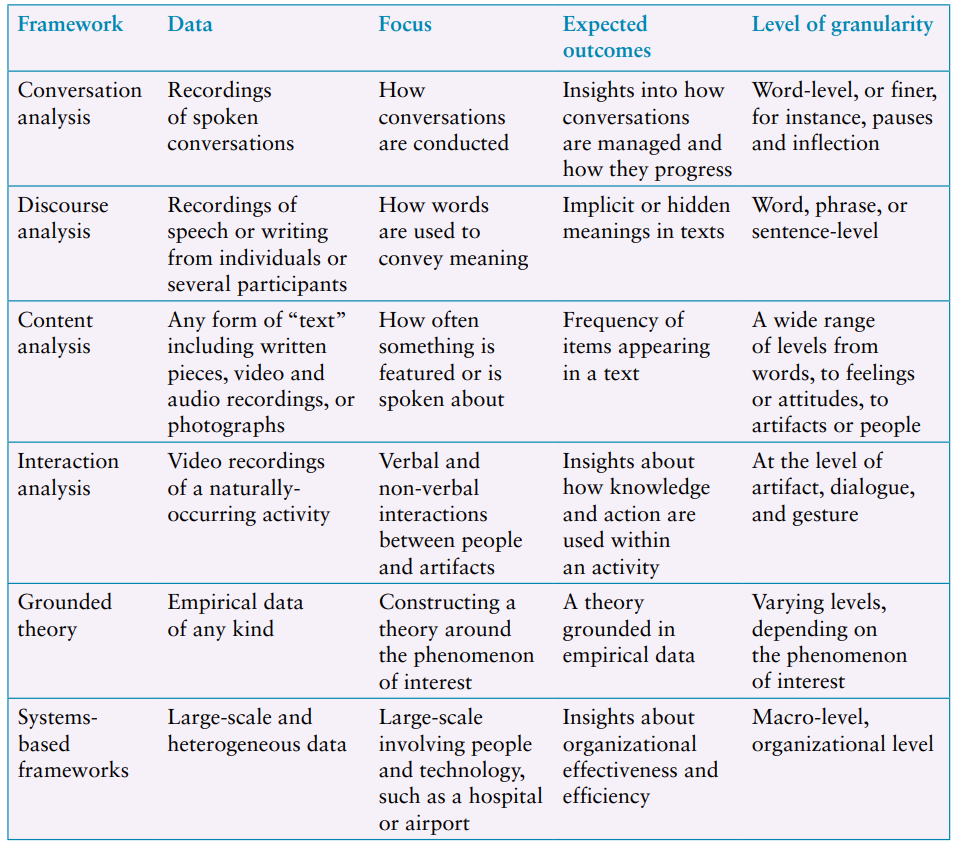 Framework
Data
Focus
Expected
outcomes
Level of granularity
Conversation
analysis
Recordings
of spoken
conversations
How
conversations
are conducted
Insights into how
conversations
are managed and
how they progress
Word-level, or finer,
for instance, pauses
and inflection
Discourse
analysis
Recordings of
speech or writing
from individuals or
several participants
How words
are used to
convey meaning
Implicit or hidden
meanings in texts
Word, phrase, or
sentence-level
Content
analysis
Any form of “text”
including written
pieces, video and
audio recordings, or
photographs
How often
something is
featured or is
spoken about
Frequency of
items appearing
in a text
A wide range
of levels from
words, to feelings
or attitudes, to
artifacts or people
Interaction
analysis
Video recordings
of a naturally-
occurring activity
Verbal and
non-verbal
interactions
between people
and artifacts
Insights about
how knowledge
and action are
used within
an activity
At the level of
artifact, dialogue,
and gesture
Grounded
theory
Empirical data
of any kind
Constructing a
theory around
the phenomenon
of interest
A theory
grounded in
empirical data
Varying levels,
depending on
the phenomenon
of interest
Systems-
based
frameworks
Large-scale and
heterogeneous data
Large-scale
involving people
and technology,
such as a hospital
or airport
Insights about
organizational
effectiveness and
efficiency
Macro-level,
organizational level